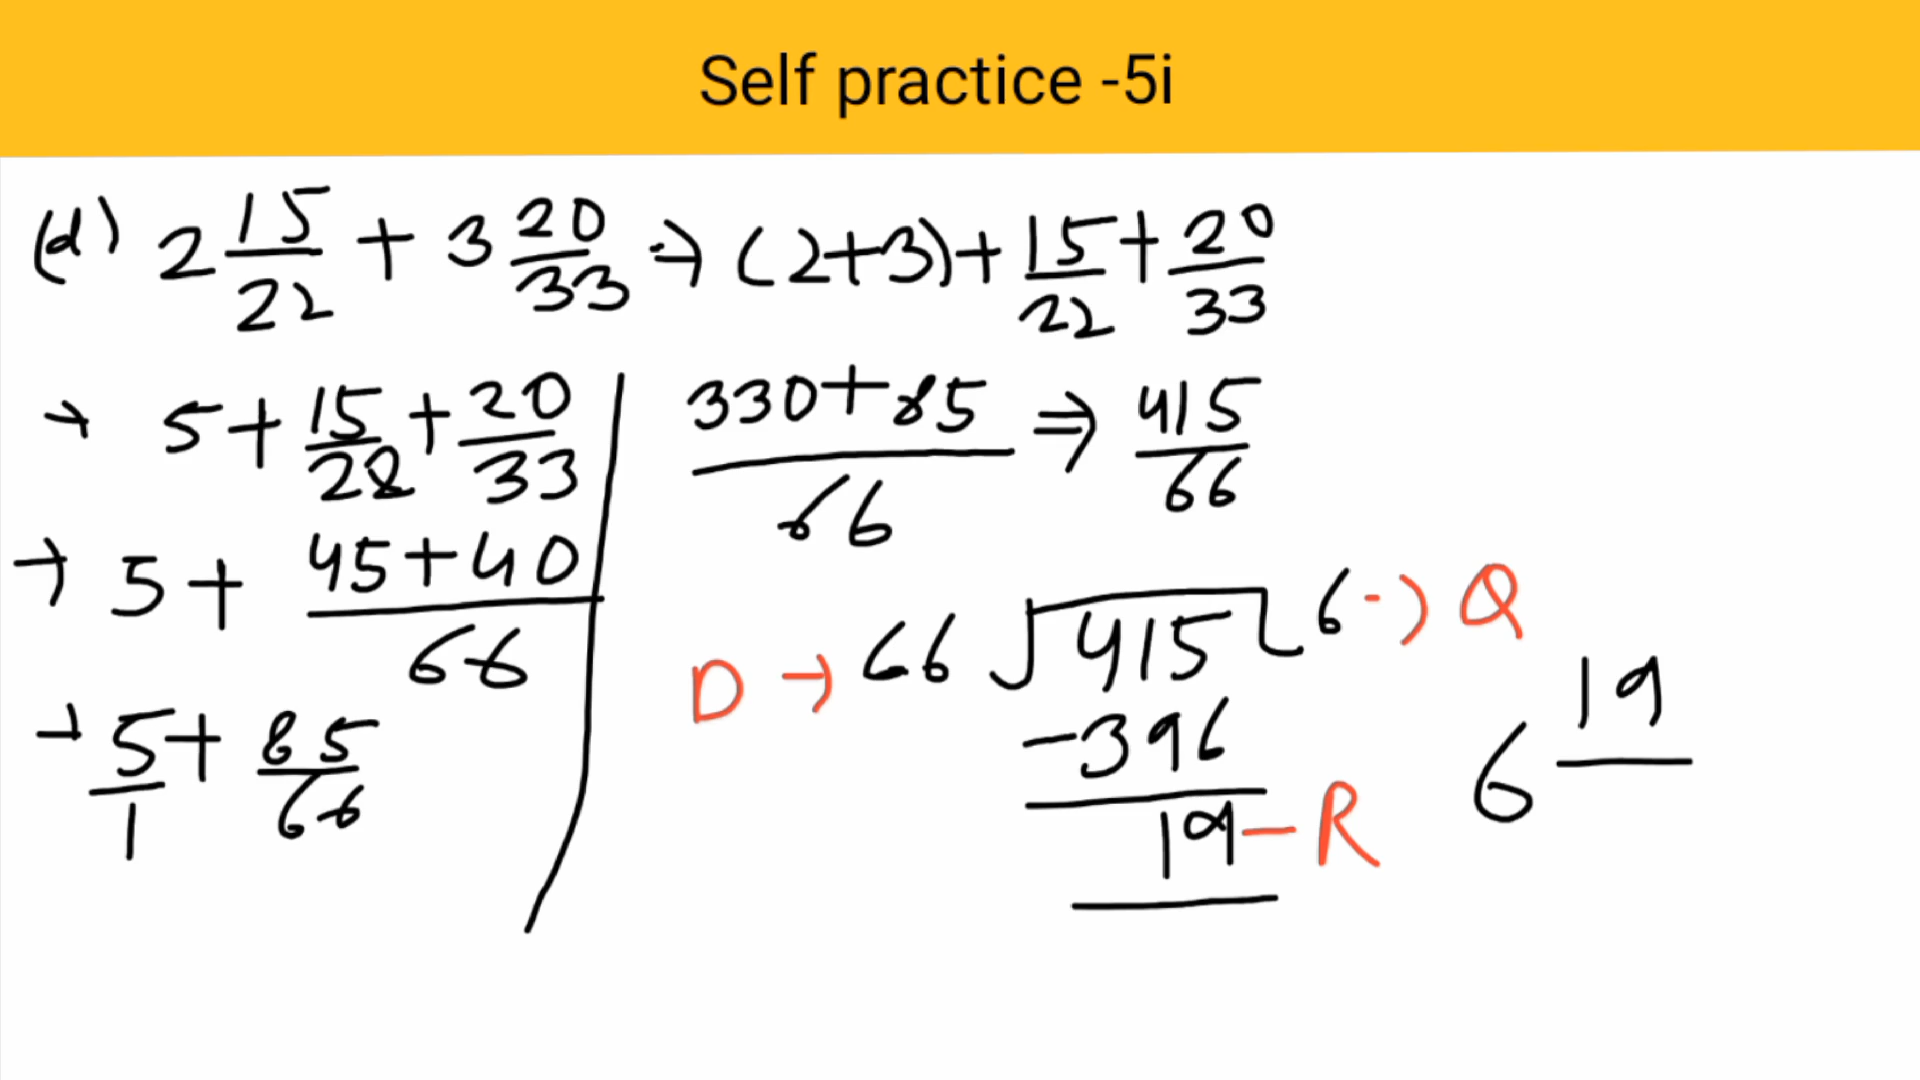 Self practice -5i
(d) 2 15/22 + 3 20/33 ⇒ (2+3) + 15/22 + 20/33
→ 5 + 15/22 + 20/33
→ 5 + 45+40/66
→ 5/1 + 85/66
330+85/66 ⇒ 415/66
D → 66 415 6 → Q
-396
19 — R
6 19/